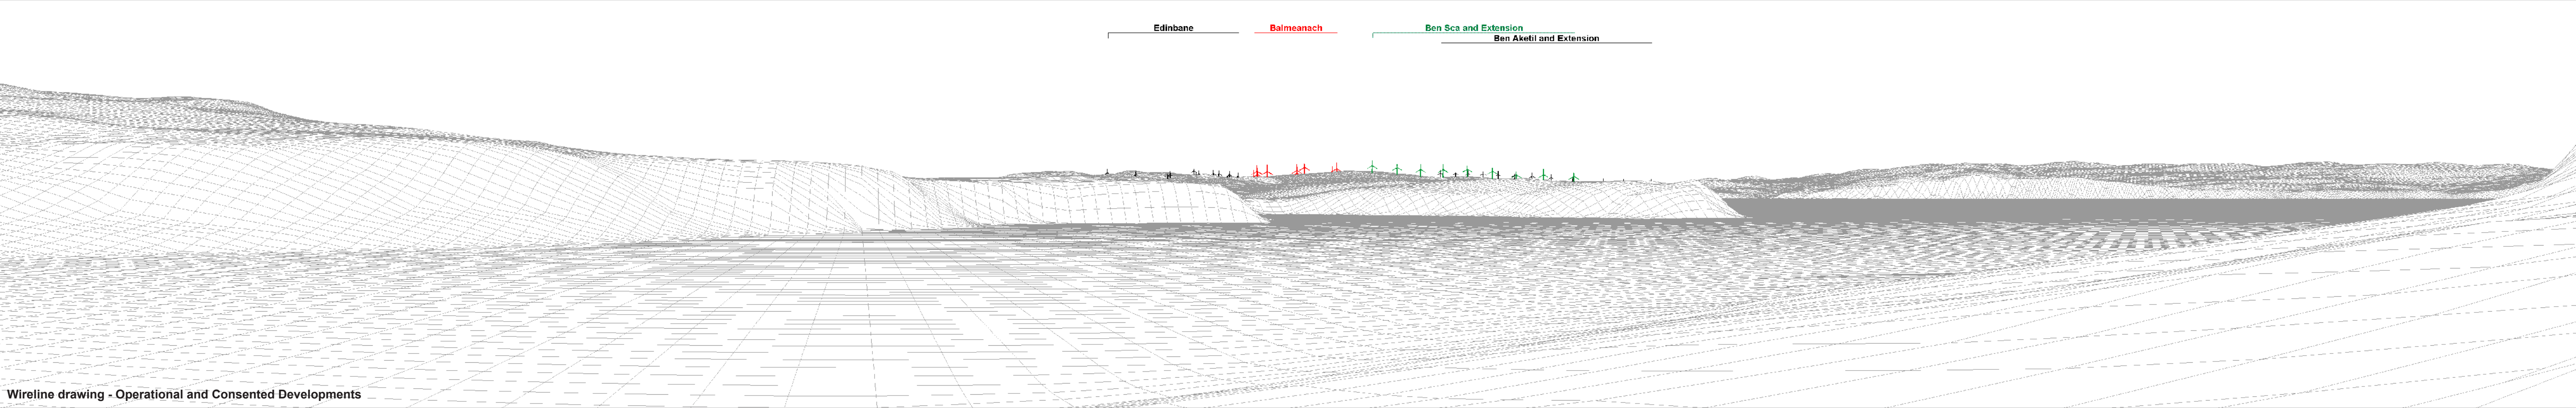 Edinbane
Balmeanach
Ben Sca and Extension
Ben Aketil and Extension
Wireline drawing - Operational and Consented Developments